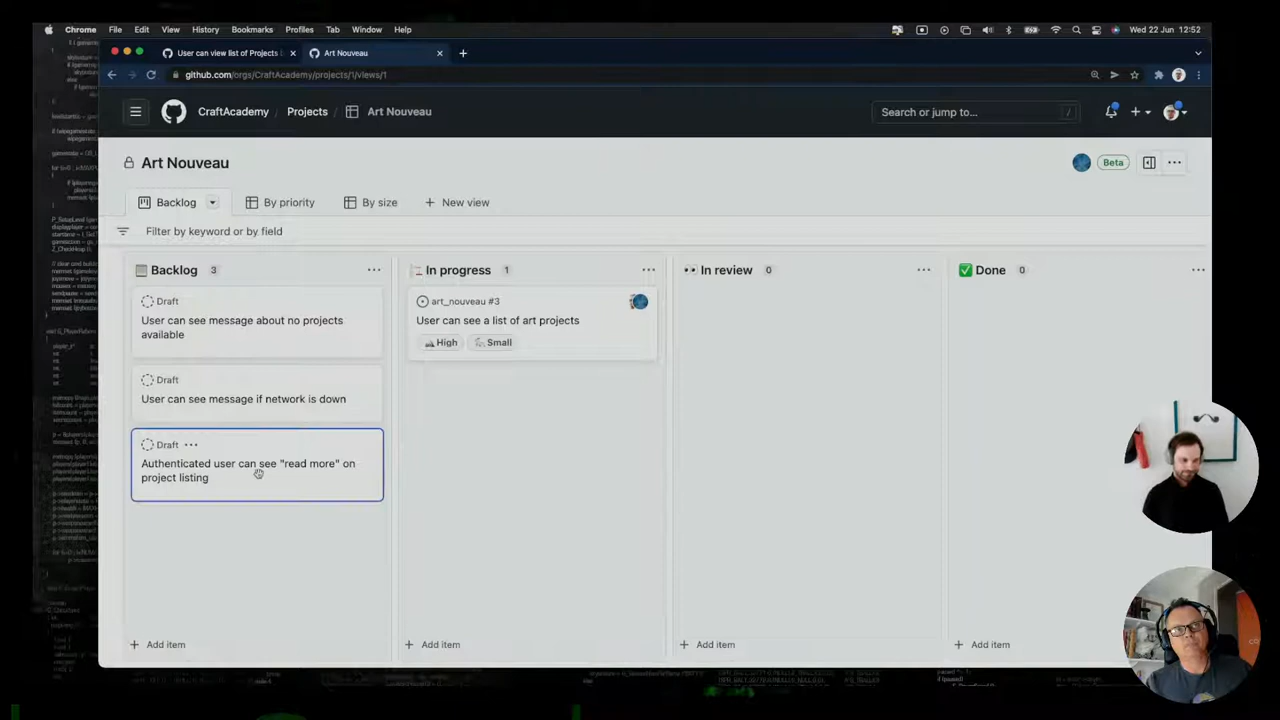 Chrome File Edit View History Bookmarks Profiles Tab Window Help Wed 22 Jun 12:52
User can view list of Projects Art Nouveau
github.com/orgs/CraftAcademy/projects/1/views/1
CraftAcademy / Projects / Art Nouveau Search or jump to... /
Art Nouveau Beta
Backlog By priority By size + New view
Filter by keyword or by field
Backlog 3
Draft
User can see message about no projects
available
Draft
User can see message if network is down
Draft
Authenticated user can see "read more" on
project listing
+ Add item
In progress 1
art_nouveau #3
User can see a list of art projects
High Small
+ Add item
In review 0
+ Add item
Done 0
+ Add item